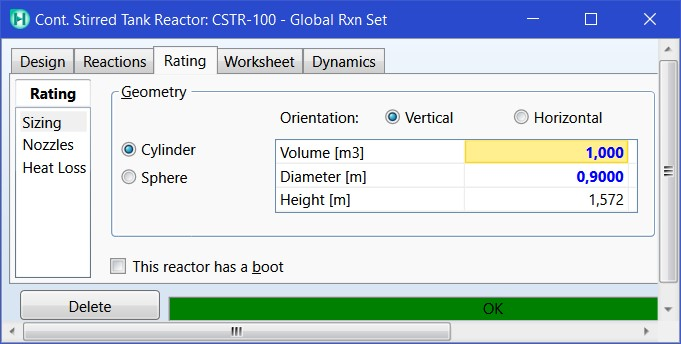 Cont. Stirred Tank Reactor: CSTR-100 - Global Rxn Set
Design Reactions Rating Worksheet Dynamics
Rating
Sizing
Nozzles
Heat Loss
Geometry
Orientation: Vertical Horizontal
Cylinder
Sphere
Volume [m3] 1,000
Diameter [m] 0,9000
Height [m] 1,572
This reactor has a boot
Delete
OK